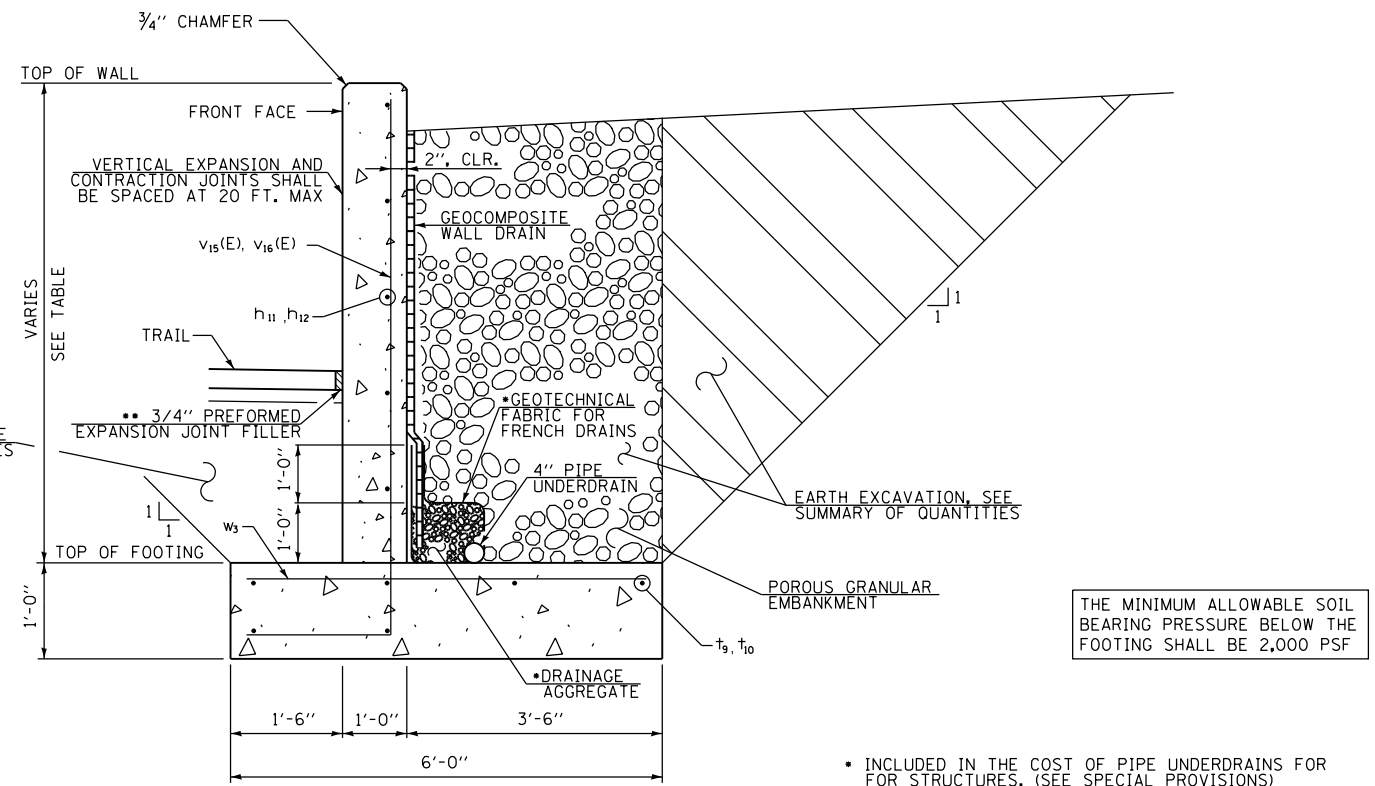 3/4'' CHAMFER
TOP OF WALL
FRONT FACE
VERTICAL EXPANSION AND
CONTRACTION JOINTS SHALL
BE SPACED AT 20 FT. MAX
2'', CLR.
GEOCOMPOSITE
WALL DRAIN
v15(E), v16(E)
h11 ,h12
VARIES
SEE TABLE
TRAIL
1
1
** 3/4'' PREFORMED
EXPANSION JOINT FILLER
*GEOTECHNICAL
FABRIC FOR
FRENCH DRAINS
1'-0''
4'' PIPE
UNDERDRAIN
EARTH EXCAVATION, SEE
SUMMARY OF QUANTITIES
1
1
w3
1'-0''
TOP OF FOOTING
1'-0''
POROUS GRANULAR
EMBANKMENT
THE MINIMUM ALLOWABLE SOIL
BEARING PRESSURE BELOW THE
FOOTING SHALL BE 2,000 PSF
t9, t10
*DRAINAGE
AGGREGATE
1'-6''
1'-0''
3'-6''
6'-0''
* INCLUDED IN THE COST OF PIPE UNDERDRAINS FOR
FOR STRUCTURES. (SEE SPECIAL PROVISIONS)